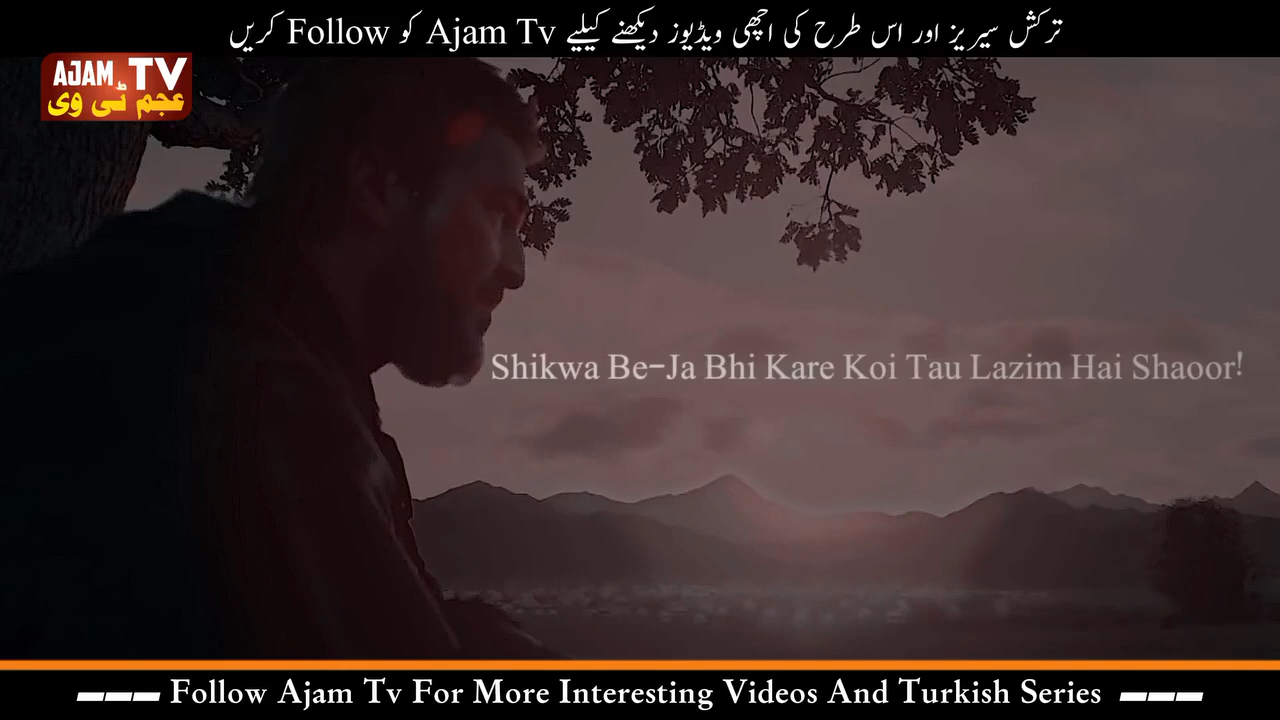 ترکش سیریز اور اس طرح کی اچھی ویڈیوز دیکھنے کیلیے Ajam Tv کو Follow کریں
AJAM TV
عجم ٹی وی
Shikwa Be-Ja Bhi Kare Koi Tau Lazim Hai Shaoor!
Follow Ajam Tv For More Interesting Videos And Turkish Series